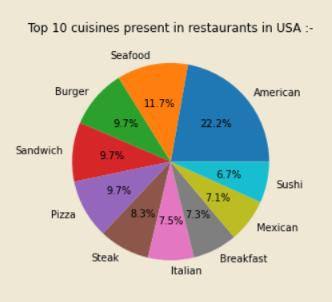 Top 10 cuisines present in restaurants in USA :-
Seafood
American
Burger
11.7%
22.2%
9.7%
Sandwich
9.7%
6.7%
Sushi
9.7%
7.1%
Pizza
8.3%
7.5%
7.3%
Mexican
Steak
Italian
Breakfast